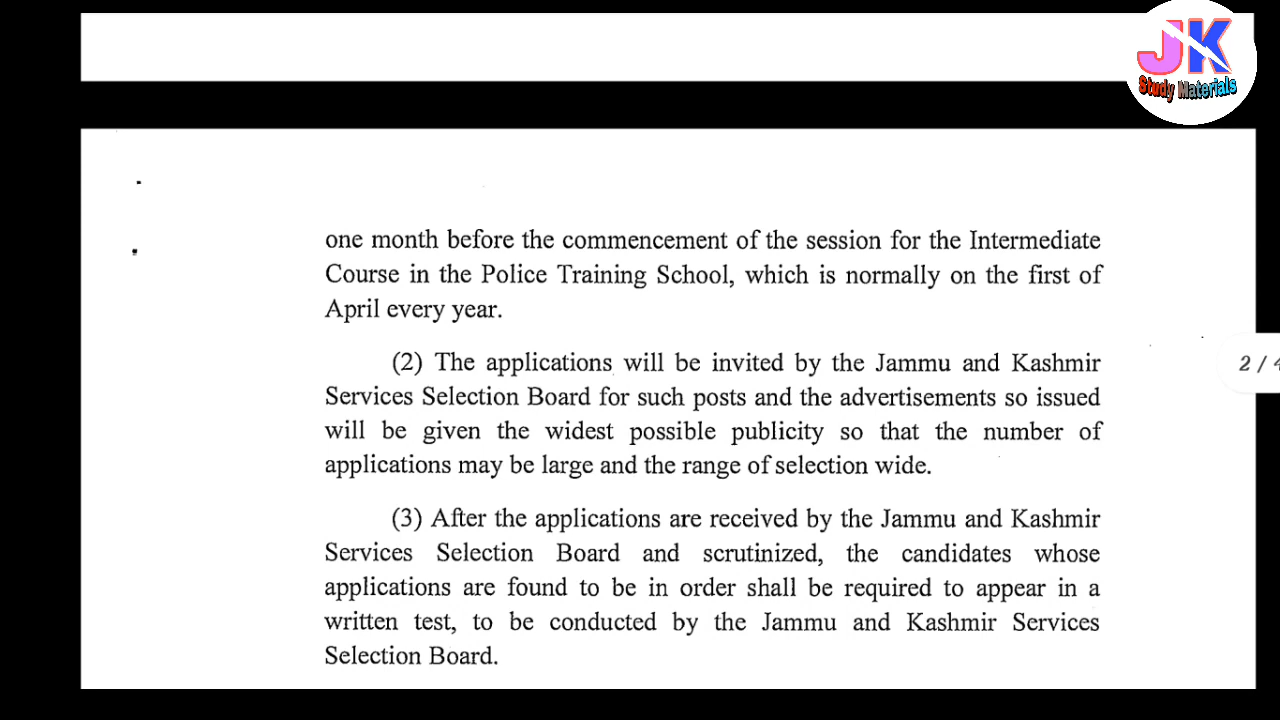 JK
Study Materials
one month before the commencement of the session for the Intermediate
Course in the Police Training School, which is normally on the first of
April every year.
(2) The applications will be invited by the Jammu and Kashmir
2 / 4
Services Selection Board for such posts and the advertisements so issued
will be given the widest possible publicity so that the number of
applications may be large and the range of selection wide.
(3) After the applications are received by the Jammu and Kashmir
Services Selection Board and scrutinized, the candidates whose
applications are found to be in order shall be required to appear in a
written test, to be conducted by the Jammu and Kashmir Services
Selection Board.